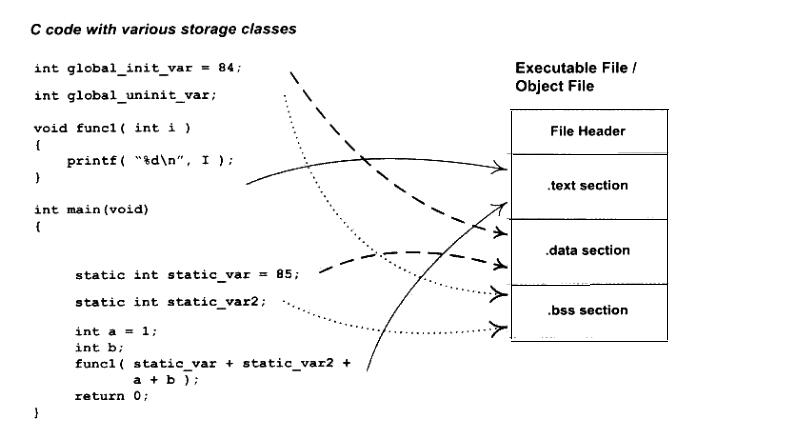 C code with various storage classes
int global_init_var = 84;
int global_uninit_var;
void func1( int i )
{
printf( "%d\n", I );
}
int main(void)
{
static int static_var = 85;
static int static_var2;
int a = 1;
int b;
func1( static_var + static_var2 +
a + b );
return 0;
}
Executable File /
Object File
File Header
.text section
.data section
.bss section